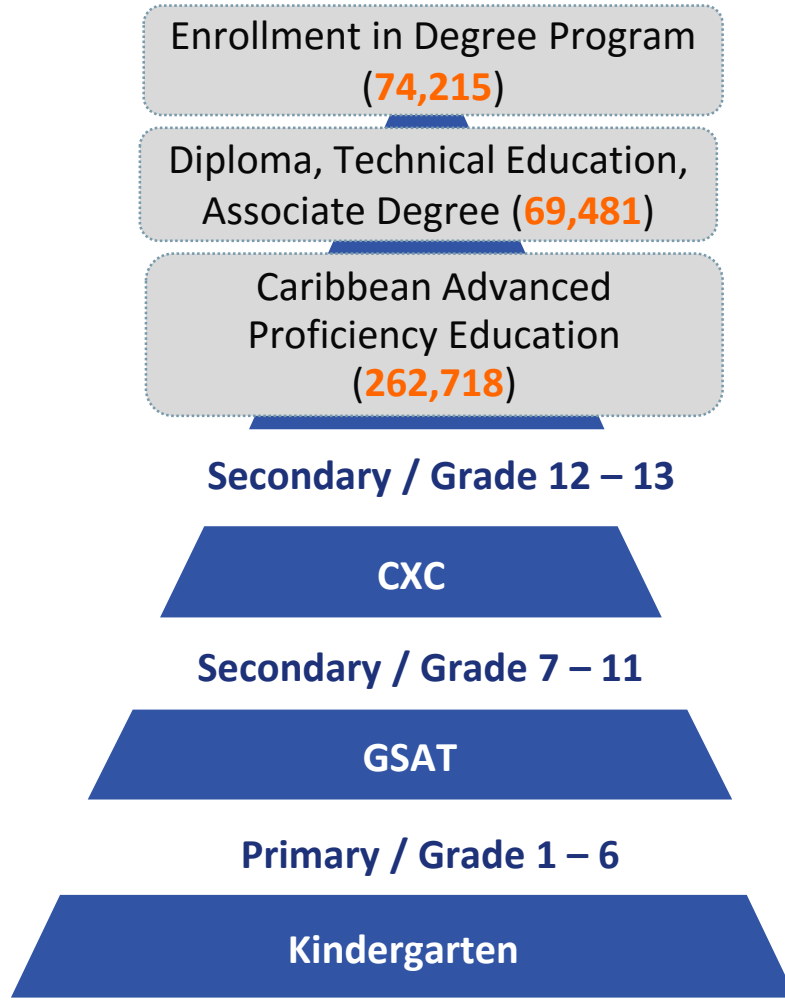 Enrollment in Degree Program
(74,215)
Diploma, Technical Education,
Associate Degree (69,481)
Caribbean Advanced
Proficiency Education
(262,718)
Secondary / Grade 12 – 13
CXC
Secondary / Grade 7 – 11
GSAT
Primary / Grade 1 – 6
Kindergarten